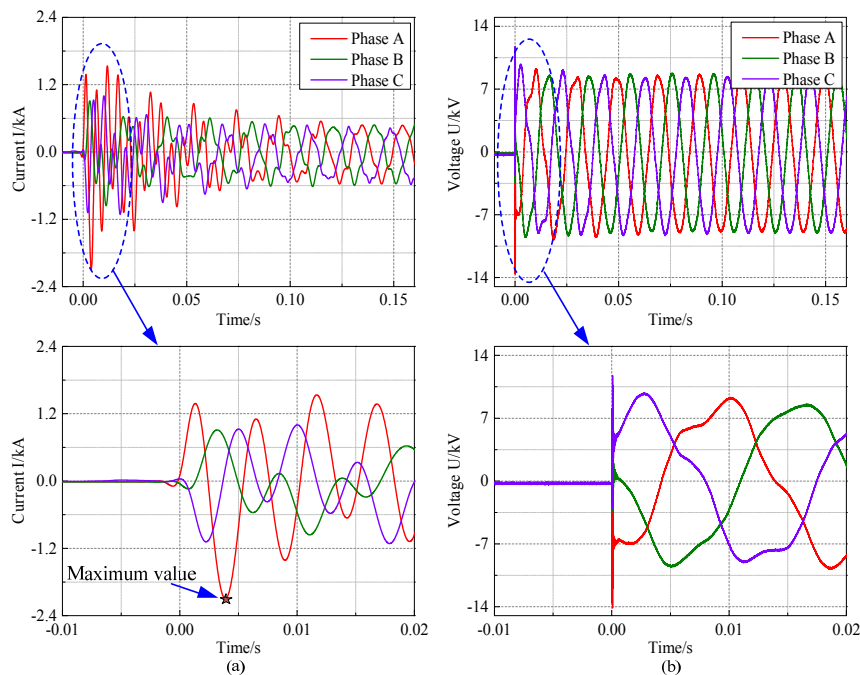 2.4
1.2
0.0
-1.2
-2.4
Current I/kA
Phase A
Phase B
Phase C
0.00
0.05
0.10
0.15
Time/s
14
7
0
-7
-14
Voltage U/kV
Phase A
Phase B
Phase C
0.00
0.05
0.10
0.15
Time/s
2.4
1.2
0.0
-1.2
-2.4
Current I/kA
Maximum value
-0.01
0.00
0.01
0.02
Time/s
(a)
14
7
0
-7
-14
Voltage U/kV
-0.01
0.00
0.01
0.02
Time/s
(b)